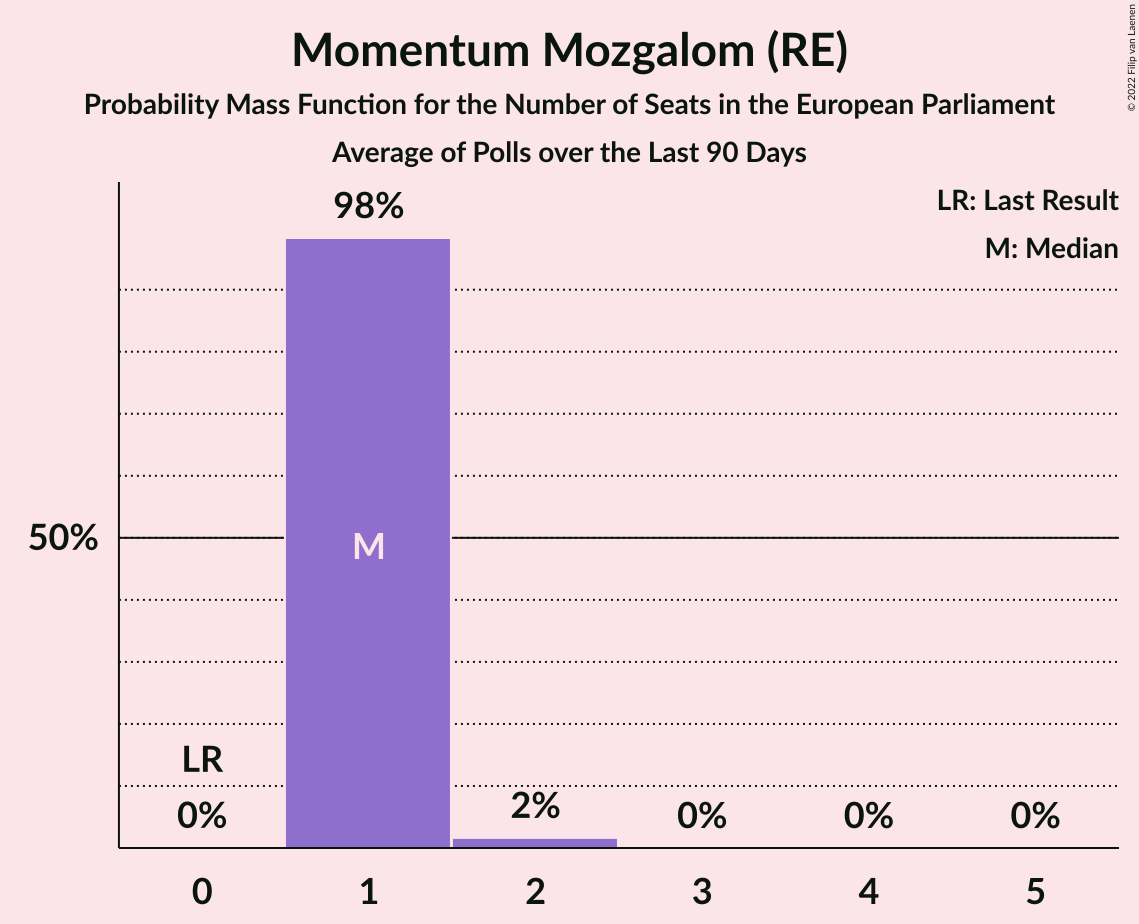 Momentum Mozgalom (RE)
Probability Mass Function for the Number of Seats in the European Parliament
Average of Polls over the Last 90 Days
© 2022 Filip van Laenen
LR: Last Result
M: Median
98%
50%
M
LR
0%
2%
0%
0%
0%
0
1
2
3
4
5